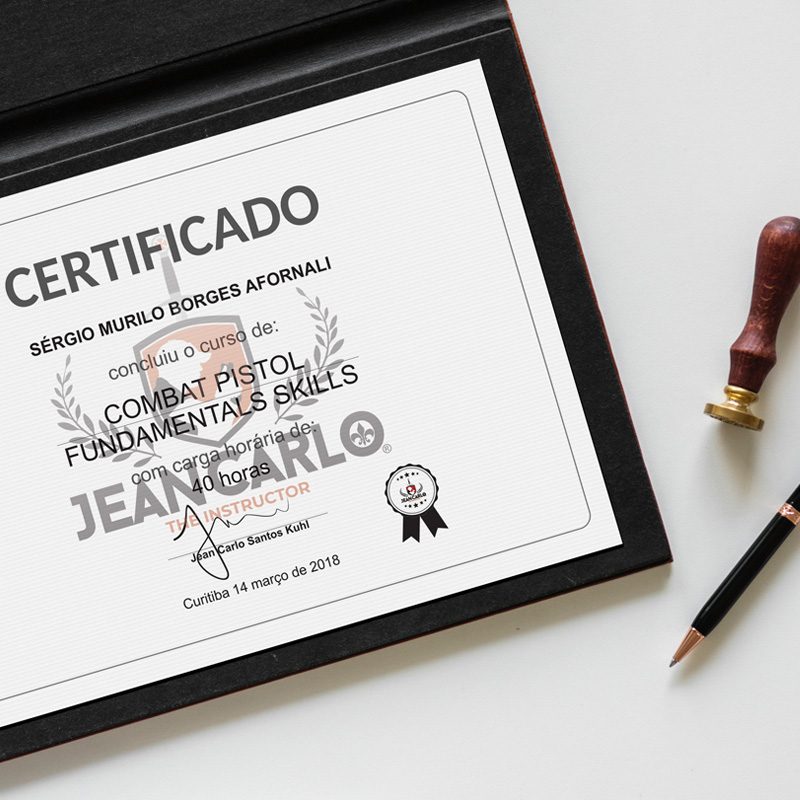 CERTIFICADO
SÉRGIO MURILO BORGES AFORNALI
concluiu o curso de:
COMBAT PISTOL
FUNDAMENTALS SKILLS
com carga horária de:
40 horas
JEANCARLO®
THE INSTRUCTOR
JEANCARLO
Jean Carlo Santos Kuhl
Curitiba 14 março de 2018